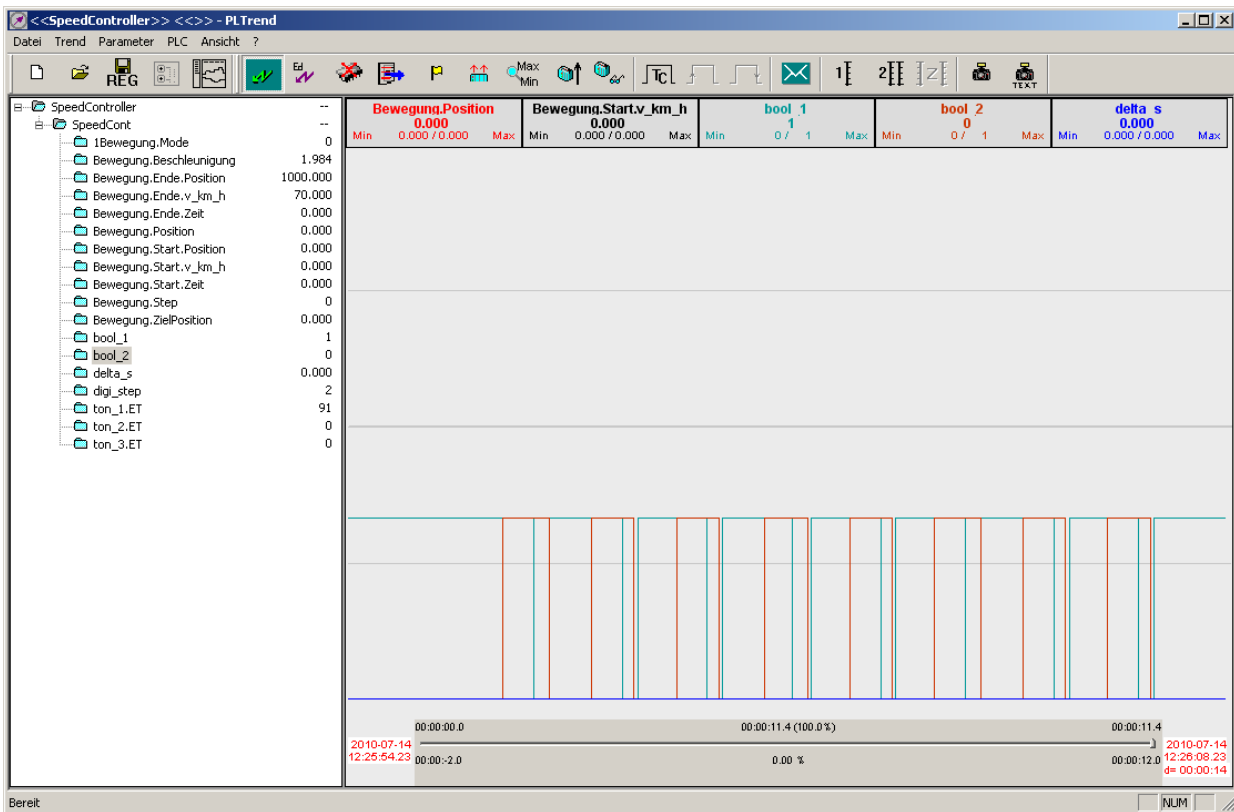 <<SpeedController>> <<>> - PLTrend
Datei Trend Parameter PLC Ansicht ?
REG Ed Max Min TC 1 2 Z TEXT
SpeedController --
SpeedCont --
1Bewegung.Mode 0
Bewegung.Beschleunigung 1.984
Bewegung.Ende.Position 1000.000
Bewegung.Ende.v_km_h 70.000
Bewegung.Ende.Zeit 0.000
Bewegung.Position 0.000
Bewegung.Start.Position 0.000
Bewegung.Start.v_km_h 0.000
Bewegung.Start.Zeit 0.000
Bewegung.Step 0
Bewegung.ZielPosition 0.000
bool_1 1
bool_2 0
delta_s 0.000
digi_step 2
ton_1.ET 91
ton_2.ET 0
ton_3.ET 0
Bewegung.Position
0.000
Min 0.000 / 0.000 Max
Bewegung.Start.v_km_h
0.000
Min 0.000 / 0.000 Max
bool_1
1
Min 0 / 1 Max
bool_2
0
Min 0 / 1 Max
delta_s
0.000
Min 0.000 / 0.000 Max
00:00:00.0 00:00:11.4 (100.0%) 00:00:11.4
2010-07-14
12:25:54.23
00:00:-2.0 0.00 % 00:00:12.0
2010-07-14
12:26:08.23
d= 00:00:14
Bereit NUM